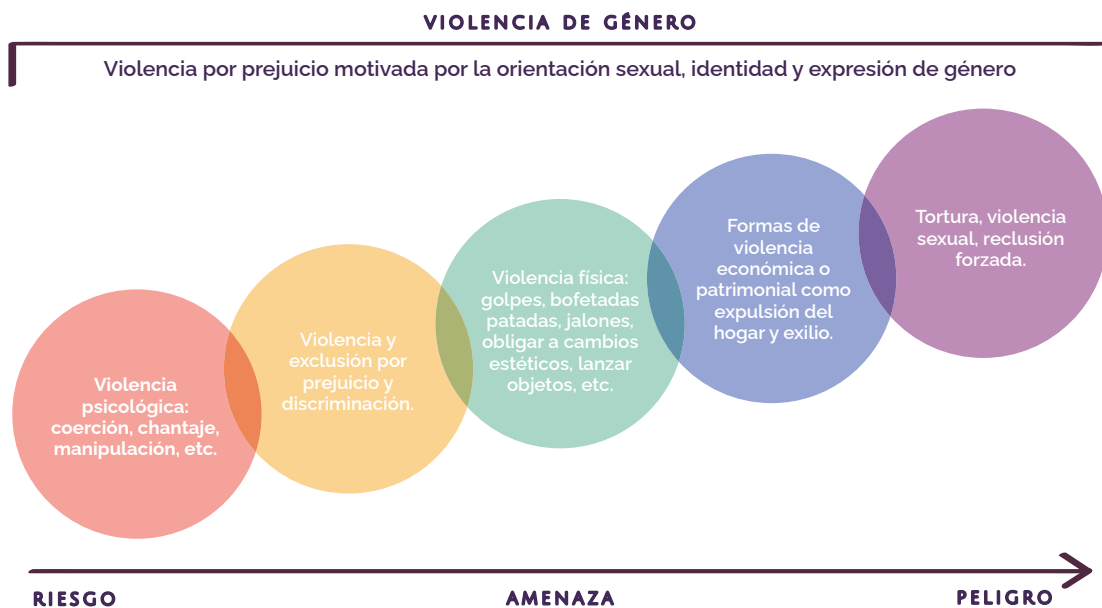 VIOLENCIA DE GÉNERO
Violencia por prejuicio motivada por la orientación sexual, identidad y expresión de género
Violencia
psicológica:
coerción, chantaje,
manipulación, etc.
Violencia y
exclusión por
prejuicio y
discriminación.
Violencia física:
golpes, bofetadas
patadas, jalones,
obligar a cambios
estéticos, lanzar
objetos, etc.
Formas de
violencia
económica o
patrimonial como
expulsión del
hogar y exilio.
Tortura, violencia
sexual, reclusión
forzada.
RIESGO
AMENAZA
PELIGRO